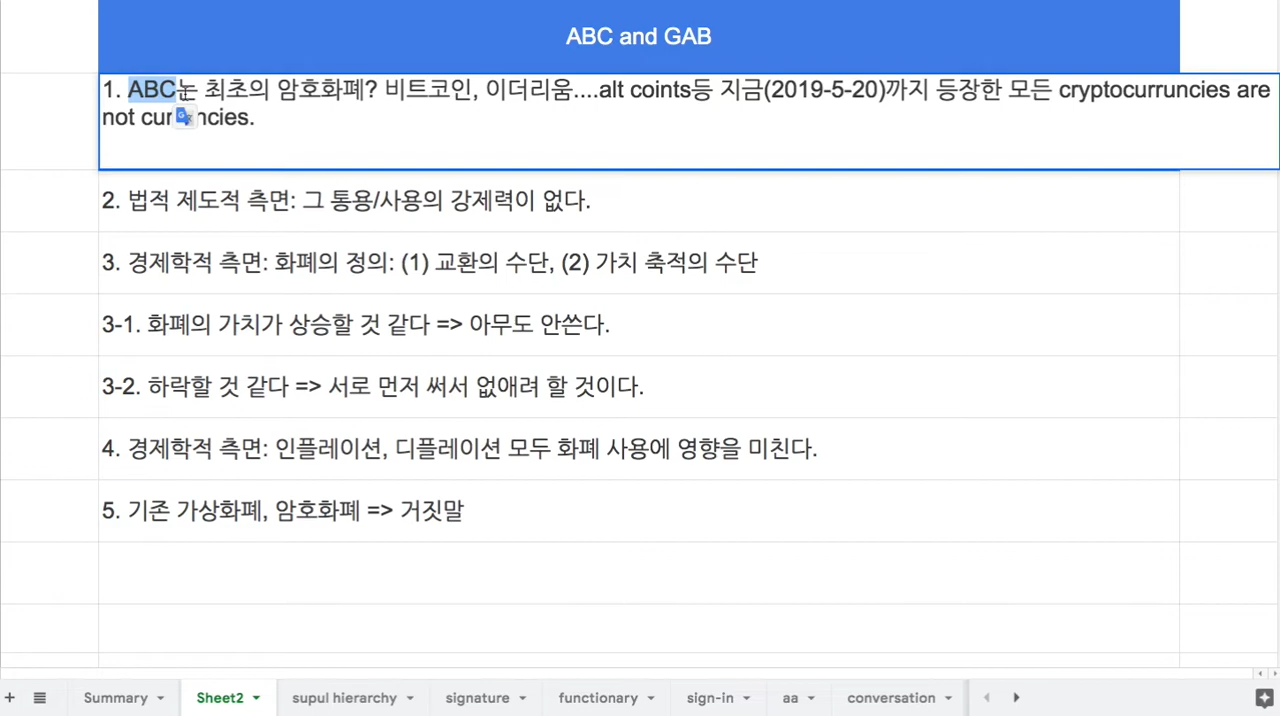 ABC and GAB
1. ABC는 최초의 암호화폐? 비트코인, 이더리움....alt coints등 지금(2019-5-20)까지 등장한 모든 cryptocurruncies are
not currencies.
2. 법적 제도적 측면: 그 통용/사용의 강제력이 없다.
3. 경제학적 측면: 화폐의 정의: (1) 교환의 수단, (2) 가치 축적의 수단
3-1. 화폐의 가치가 상승할 것 같다 => 아무도 안쓴다.
3-2. 하락할 것 같다 => 서로 먼저 써서 없애려 할 것이다.
4. 경제학적 측면: 인플레이션, 디플레이션 모두 화폐 사용에 영향을 미친다.
5. 기존 가상화폐, 암호화폐 => 거짓말
Summary Sheet2 supul hierarchy signature functionary sign-in aa conversation